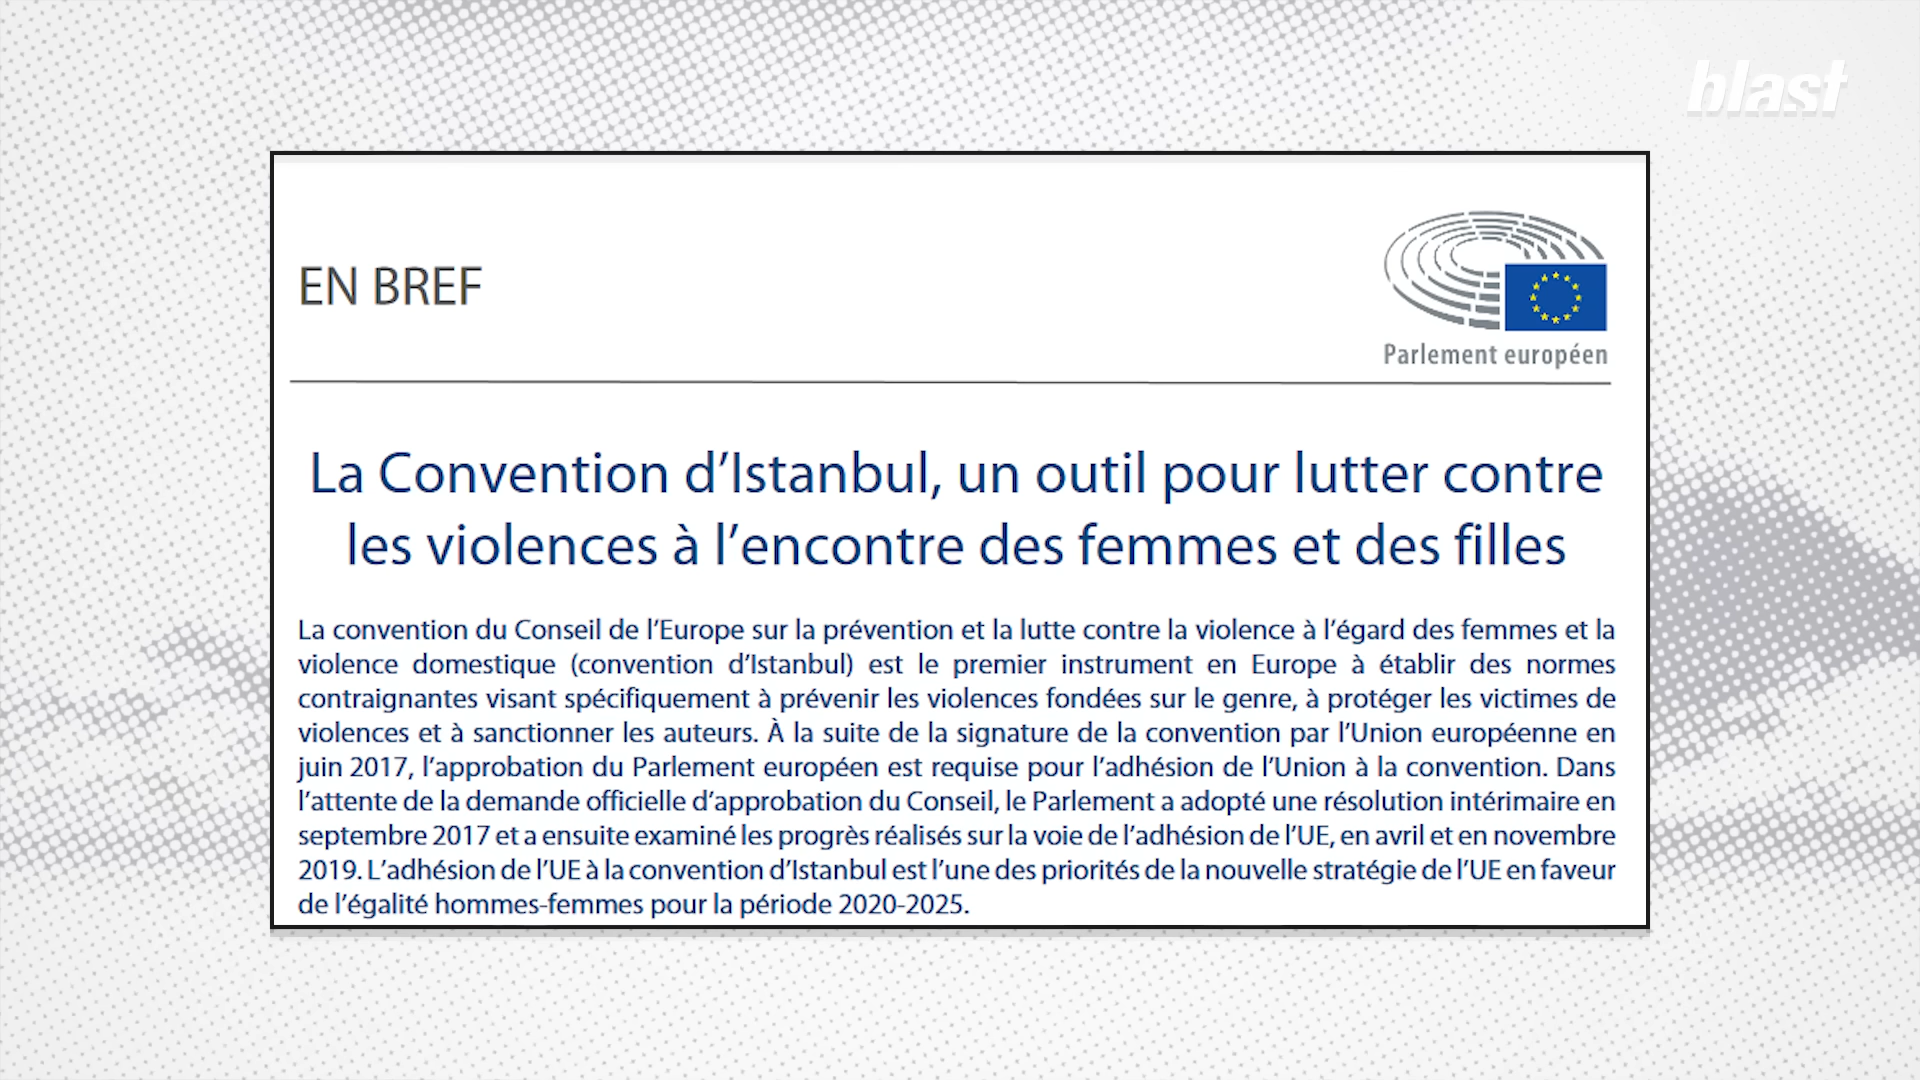 blast
EN BREF
Parlement européen
La Convention d'Istanbul, un outil pour lutter contre
les violences à l'encontre des femmes et des filles
La convention du Conseil de l'Europe sur la prévention et la lutte contre la violence à l'égard des femmes et la
violence domestique (convention d'Istanbul) est le premier instrument en Europe à établir des normes
contraignantes visant spécifiquement à prévenir les violences fondées sur le genre, à protéger les victimes de
violences et à sanctionner les auteurs. À la suite de la signature de la convention par l'Union européenne en
juin 2017, l'approbation du Parlement européen est requise pour l'adhésion de l'Union à la convention. Dans
l'attente de la demande officielle d'approbation du Conseil, le Parlement a adopté une résolution intérimaire en
septembre 2017 et a ensuite examiné les progrès réalisés sur la voie de l'adhésion de l'UE, en avril et en novembre
2019. L'adhésion de l'UE à la convention d'Istanbul est l'une des priorités de la nouvelle stratégie de l'UE en faveur
de l'égalité hommes-femmes pour la période 2020-2025.